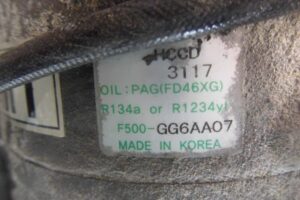 HCCD
3117
OIL:PAG(FD46XG)
R134a or R1234yf
F500-GG6AA07
MADE IN KOREA